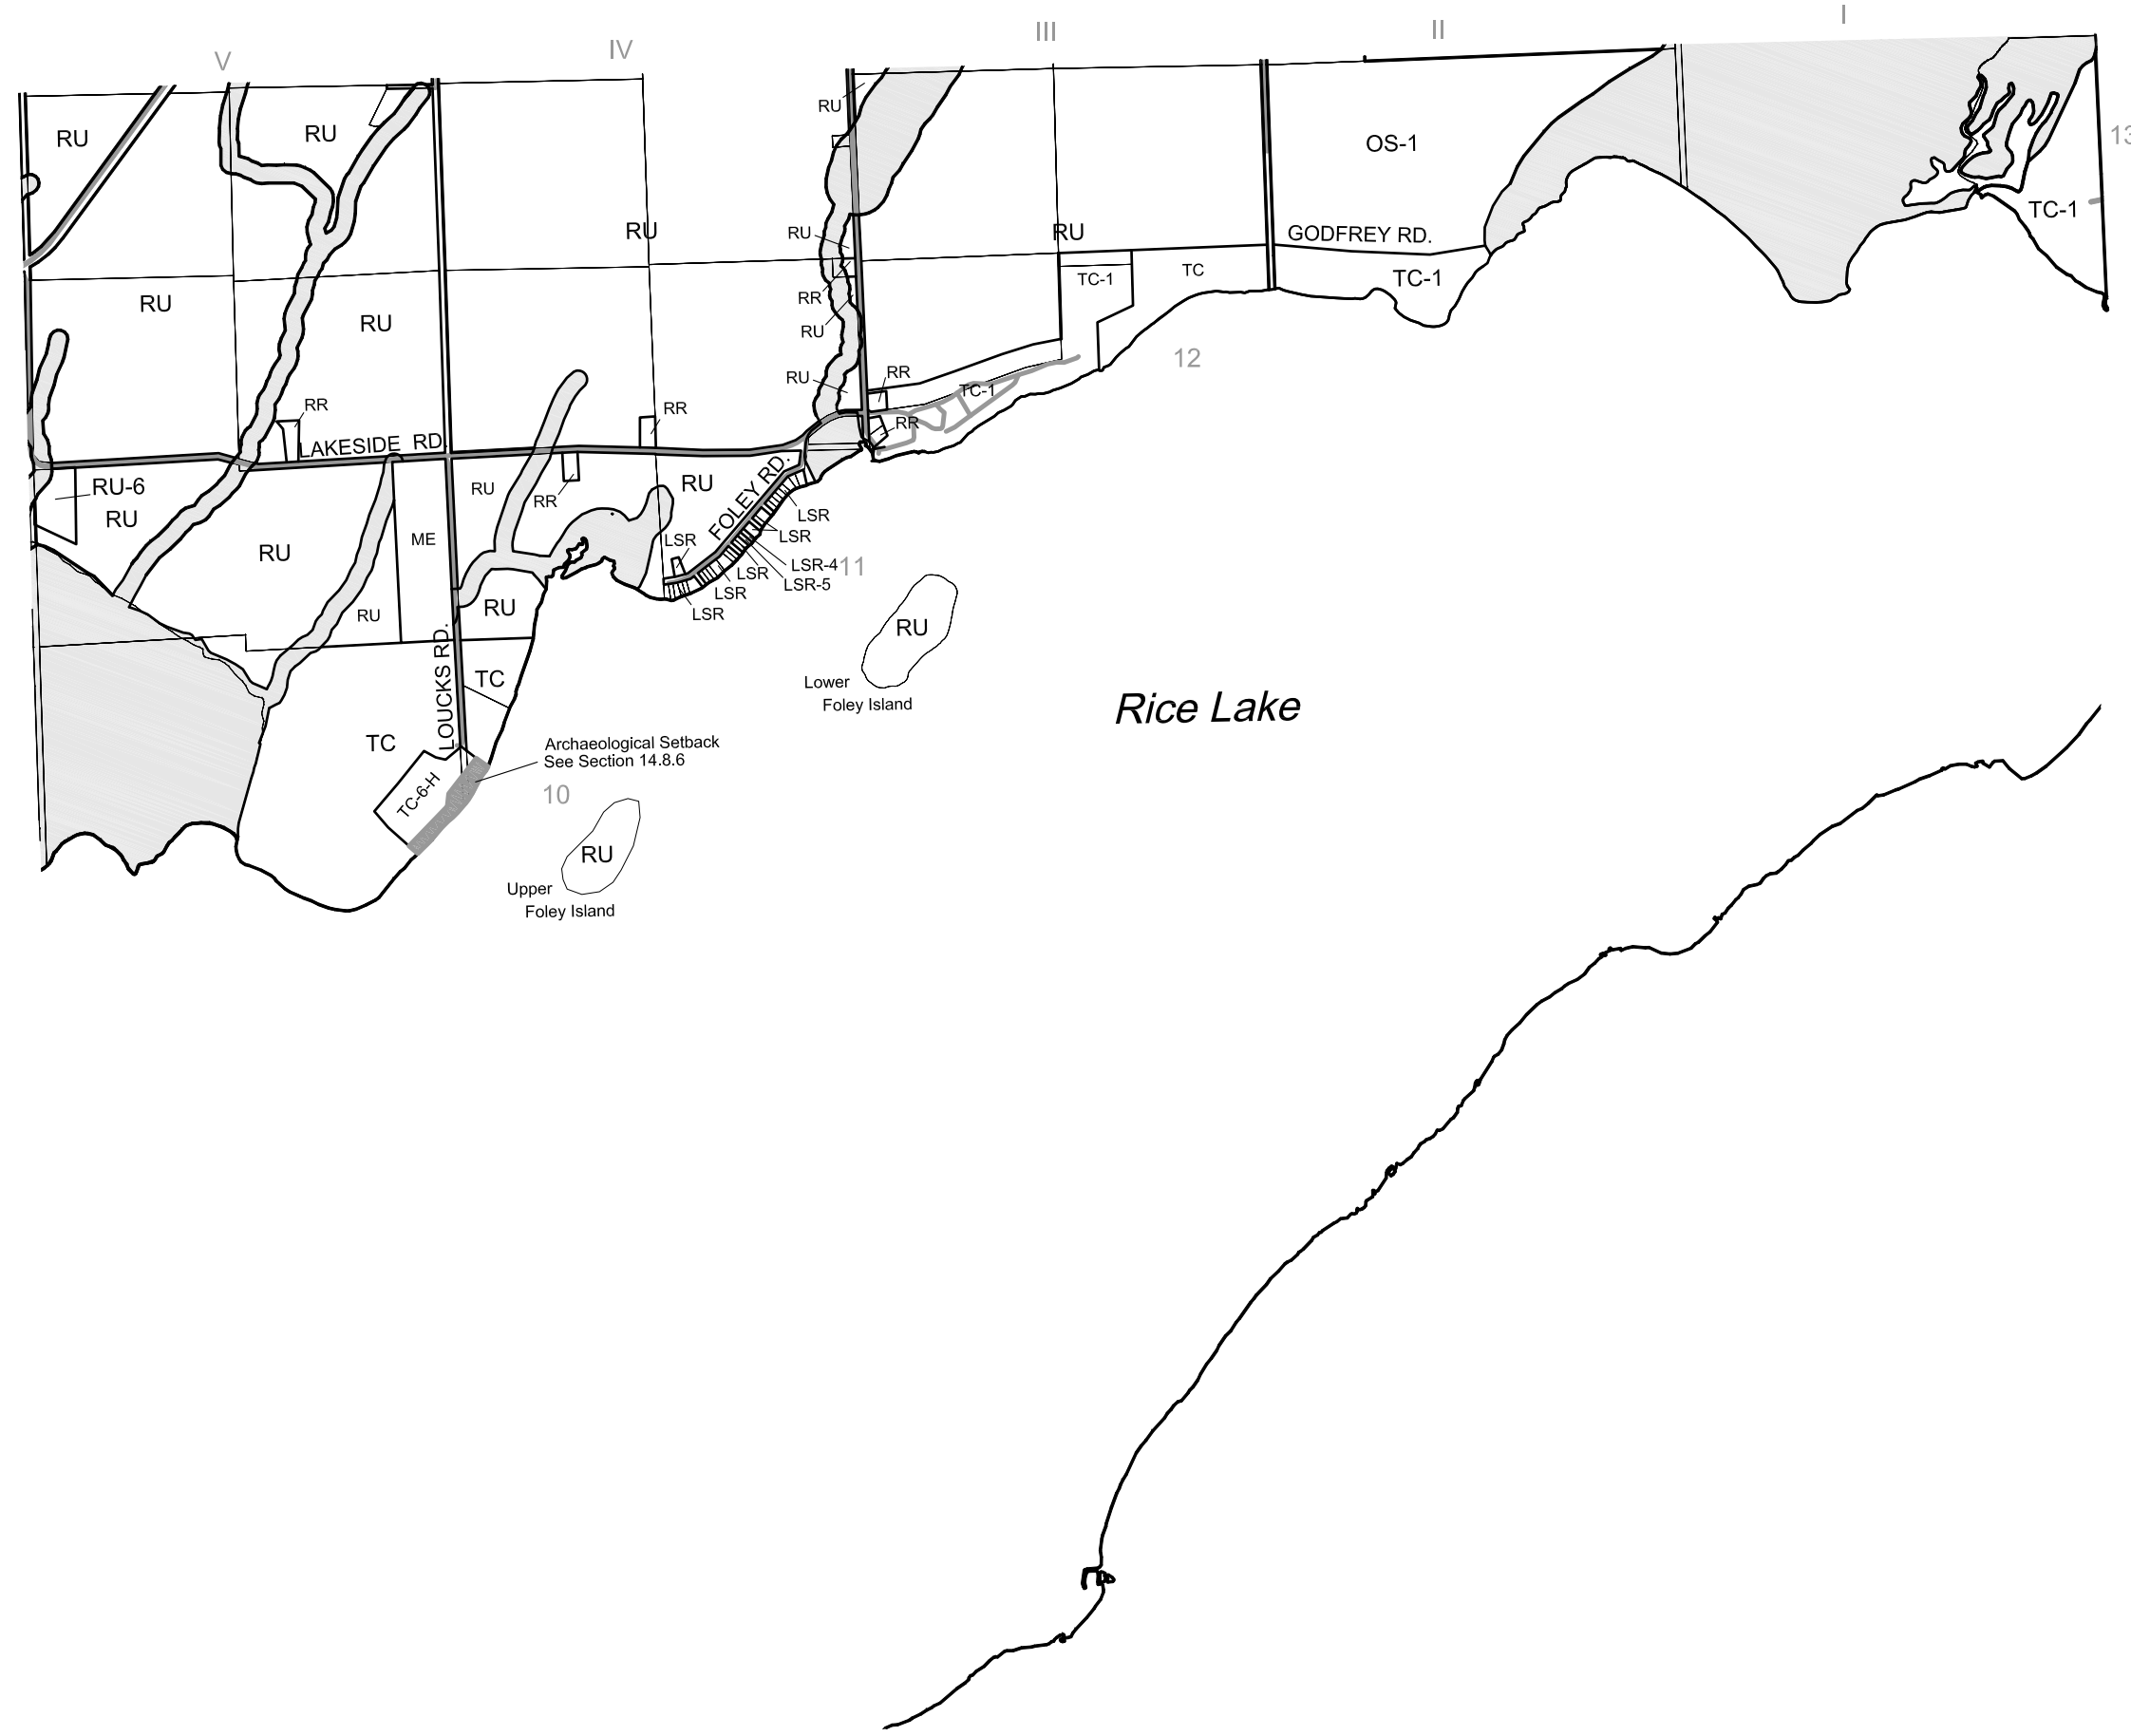 V
IV
III
II
I
RU
RU
RU
OS-1
13
TC-1
RU
RU
RU
GODFREY RD.
TC-1
TC
TC-1
RU
RU
RR
RU
12
RU
RR
TC-1
RR
RR
RR
LAKESIDE RD.
RU-6
RU
RU
RR
RU
FOLEY RD.
LSR
LSR
LSR
LSR-4
LSR-5
LSR
LSR
LSR
11
ME
RU
RU
RU
RU
Lower
Foley Island
Rice Lake
LOUCKS RD.
TC
TC
TC-6-H
Archaeological Setback
See Section 14.8.6
10
RU
Upper
Foley Island